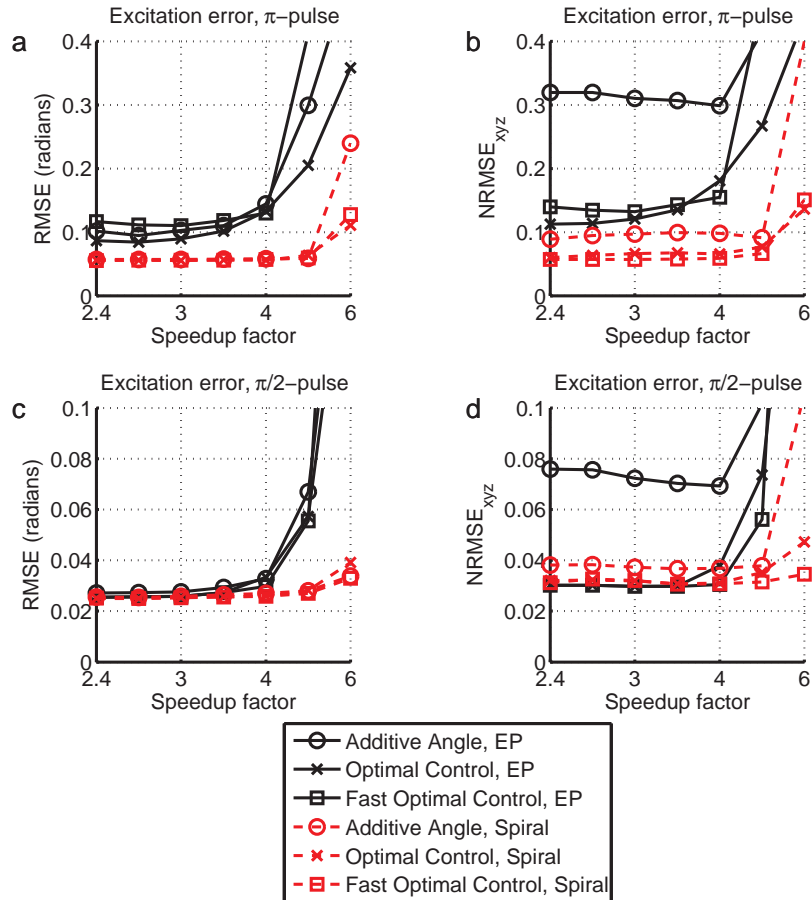 Excitation error, π−pulse
a
0.4
0.3
0.2
0.1
0
RMSE (radians)
2.4
3
4
6
Speedup factor
Excitation error, π−pulse
b
0.4
0.3
0.2
0.1
0
NRMSExyz
2.4
3
4
6
Speedup factor
Excitation error, π/2−pulse
c
0.1
0.08
0.06
0.04
0.02
0
RMSE (radians)
2.4
3
4
6
Speedup factor
Excitation error, π/2−pulse
d
0.1
0.08
0.06
0.04
0.02
0
NRMSExyz
2.4
3
4
6
Speedup factor
Additive Angle, EP
Optimal Control, EP
Fast Optimal Control, EP
Additive Angle, Spiral
Optimal Control, Spiral
Fast Optimal Control, Spiral